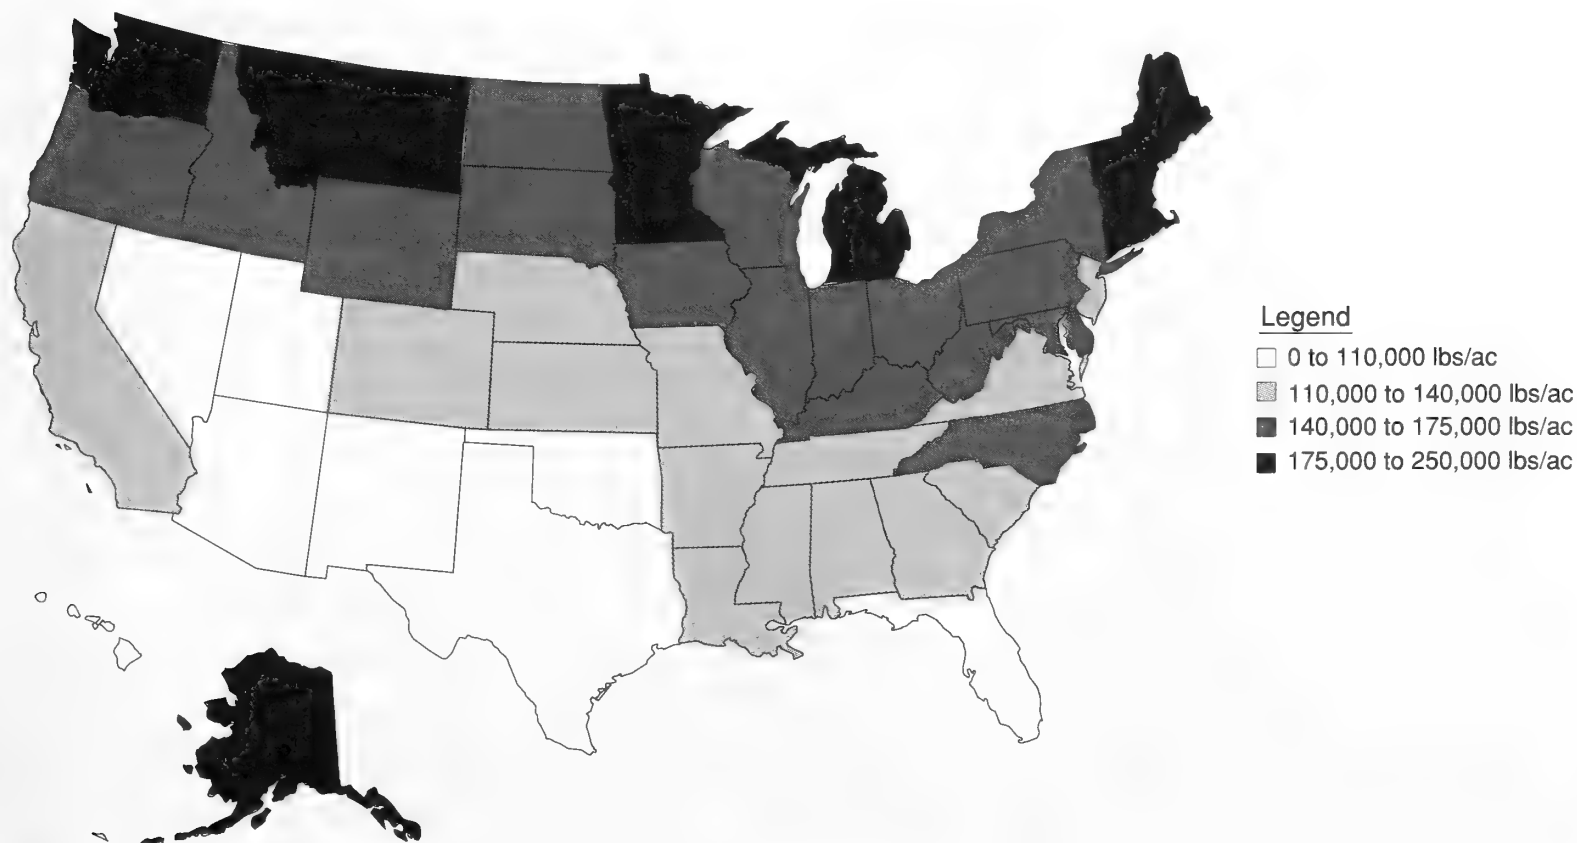 Legend
0 to 110,000 lbs/ac
110,000 to 140,000 lbs/ac
140,000 to 175,000 lbs/ac
175,000 to 250,000 lbs/ac